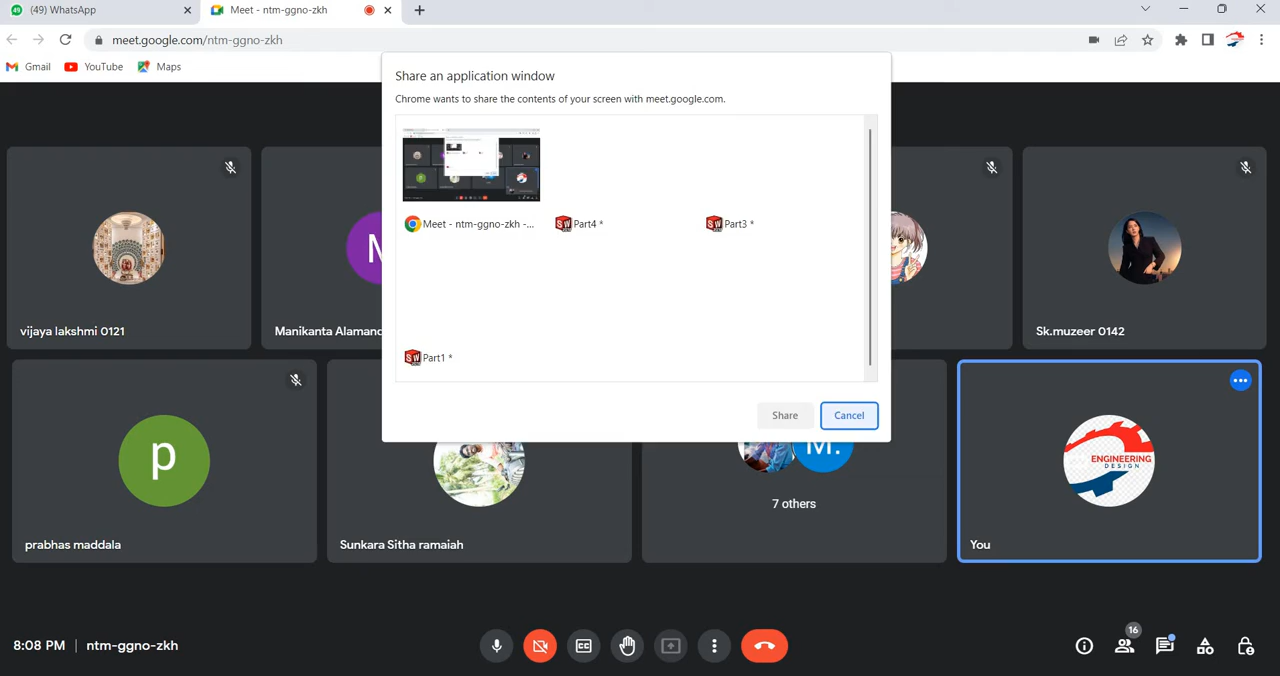 (49) WhatsApp
Meet - ntm-ggno-zkh
meet.google.com/ntm-ggno-zkh
Gmail
YouTube
Maps
Share an application window
Chrome wants to share the contents of your screen with meet.google.com.
Meet - ntm-ggno-zkh -...
Part4 *
Part3 *
Part1 *
Share
Cancel
vijaya lakshmi 0121
M
Manikanta Alamanc
Sk.muzeer 0142
p
prabhas maddala
Sunkara Sitha ramaiah
M.
7 others
ENGINEERING
DESIGN
You
8:08 PM | ntm-ggno-zkh
16